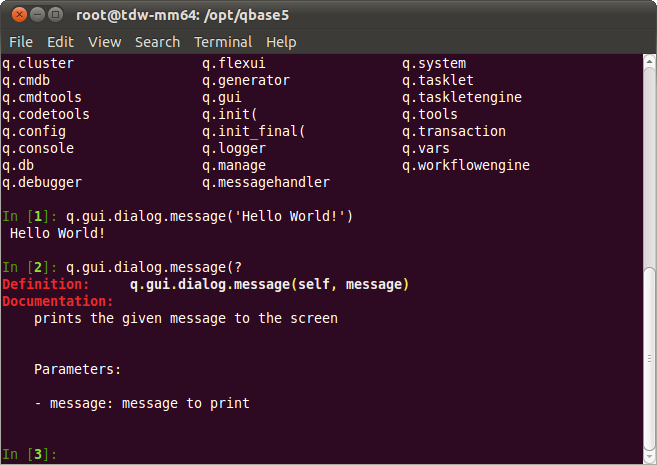 root@tdw-mm64: /opt/qbase5
File Edit View Search Terminal Help
q.cluster q.flexui q.system
q.cmdb q.generator q.tasklet
q.cmdtools q.gui q.taskletengine
q.codetools q.init( q.tools
q.config q.init_final( q.transaction
q.console q.logger q.vars
q.db q.manage q.workflowengine
q.debugger q.messagehandler
In [1]: q.gui.dialog.message('Hello World!')
Hello World!
In [2]: q.gui.dialog.message(?
Definition: q.gui.dialog.message(self, message)
Documentation:
prints the given message to the screen
Parameters:
- message: message to print
In [3]: